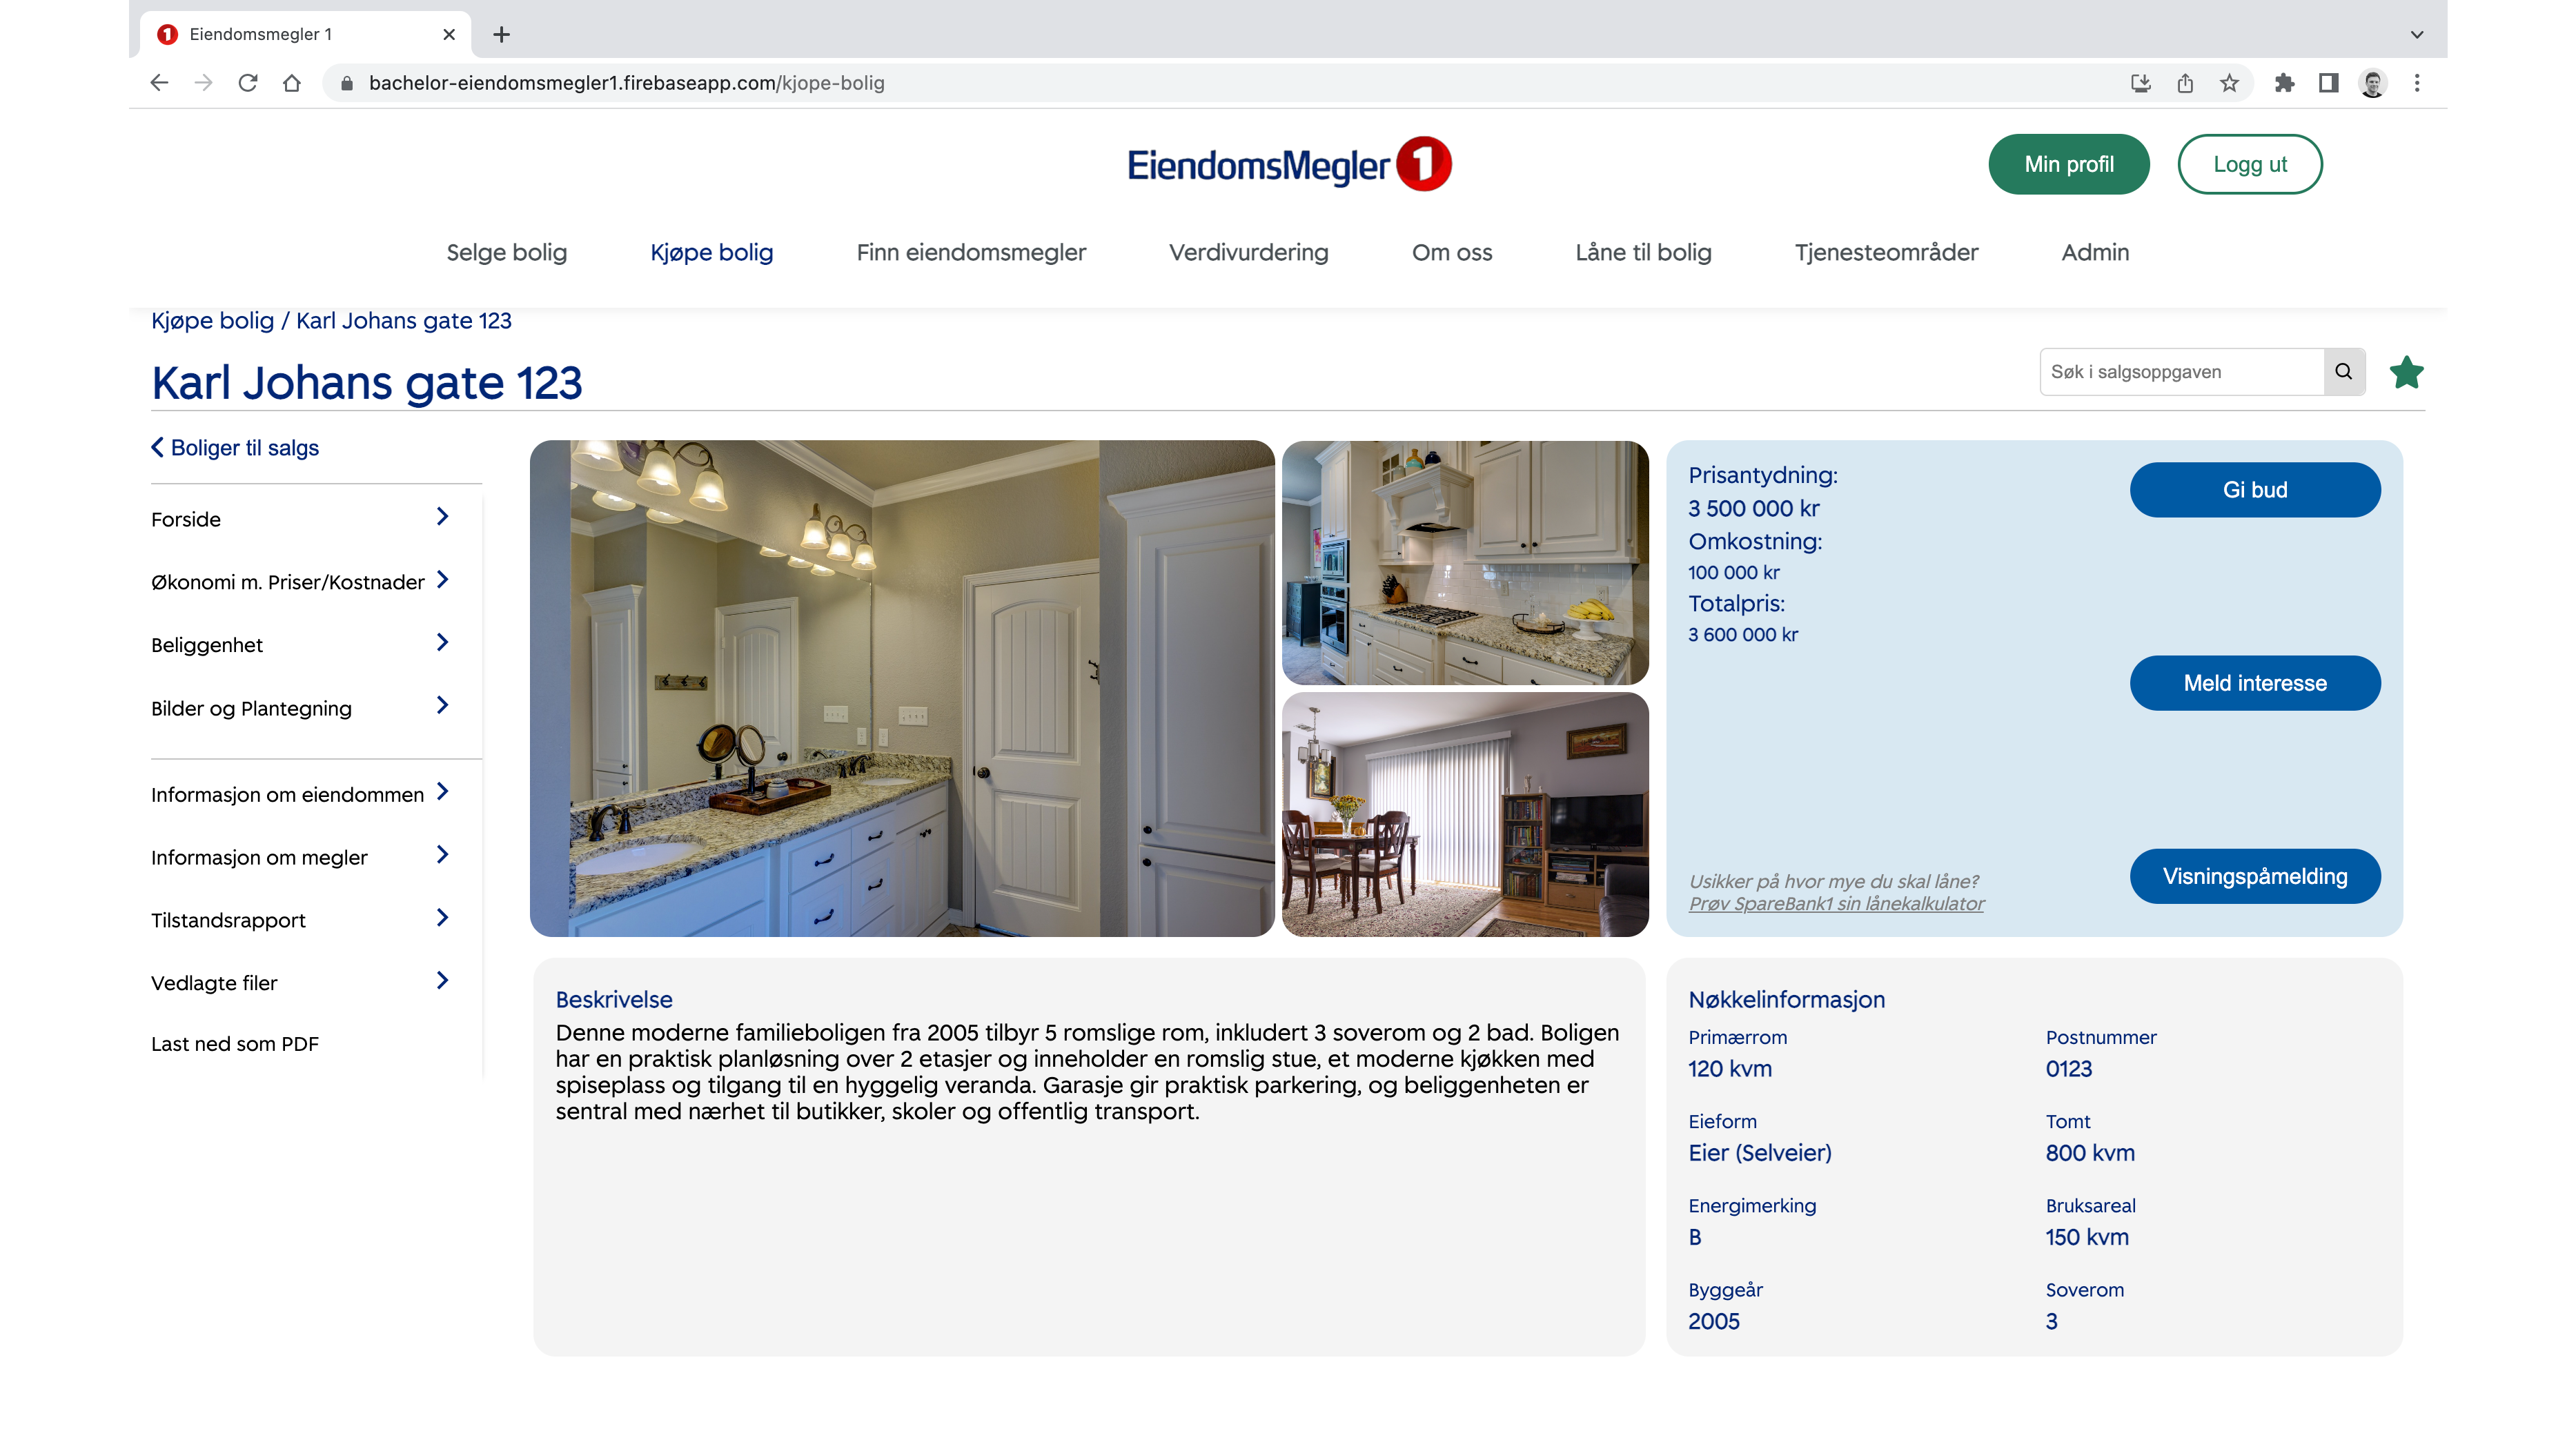 Eiendomsmegler 1
bachelor-eiendomsmegler1.firebaseapp.com/kjope-bolig
EiendomsMegler 1
Min profil
Logg ut
Selge bolig
Kjøpe bolig
Finn eiendomsmegler
Verdivurdering
Om oss
Låne til bolig
Tjenesteområder
Admin
Kjøpe bolig / Karl Johans gate 123
Karl Johans gate 123
Søk i salgsoppgaven
Boliger til salgs
Forside
Økonomi m. Priser/Kostnader
Beliggenhet
Bilder og Plantegning
Informasjon om eiendommen
Informasjon om megler
Tilstandsrapport
Vedlagte filer
Last ned som PDF
Prisantydning:
3 500 000 kr
Omkostning:
100 000 kr
Totalpris:
3 600 000 kr
Gi bud
Meld interesse
Visningspåmelding
Usikker på hvor mye du skal låne?
Prøv SpareBank1 sin lånekalkulator
Beskrivelse
Denne moderne familieboligen fra 2005 tilbyr 5 romslige rom, inkludert 3 soverom og 2 bad. Boligen
har en praktisk planløsning over 2 etasjer og inneholder en romslig stue, et moderne kjøkken med
spiseplass og tilgang til en hyggelig veranda. Garasje gir praktisk parkering, og beliggenheten er
sentral med nærhet til butikker, skoler og offentlig transport.
Nøkkelinformasjon
Primærrom
120 kvm
Postnummer
0123
Eieform
Eier (Selveier)
Tomt
800 kvm
Energimerking
B
Bruksareal
150 kvm
Byggeår
2005
Soverom
3